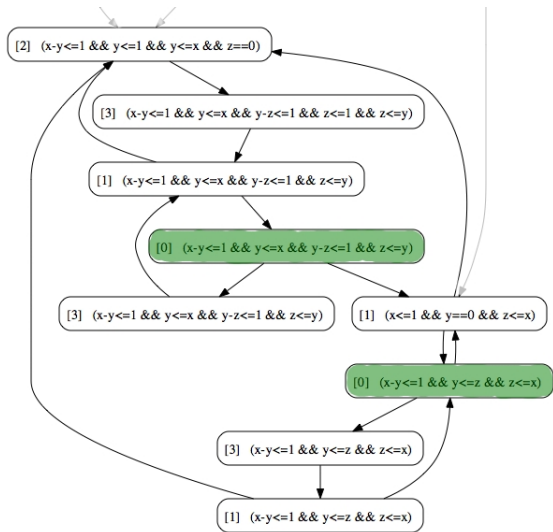 [2] (x-y<=1 && y<=1 && y<=x && z==0)
[3] (x-y<=1 && y<=x && y-z<=1 && z<=1 && z<=y)
[1] (x-y<=1 && y<=x && y-z<=1 && z<=y)
[0] (x-y<=1 && y<=x && y-z<=1 && z<=y)
[3] (x-y<=1 && y<=x && y-z<=1 && z<=y)
[1] (x<=1 && y==0 && z<=x)
[0] (x-y<=1 && y<=z && z<=x)
[3] (x-y<=1 && y<=z && z<=x)
[1] (x-y<=1 && y<=z && z<=x)